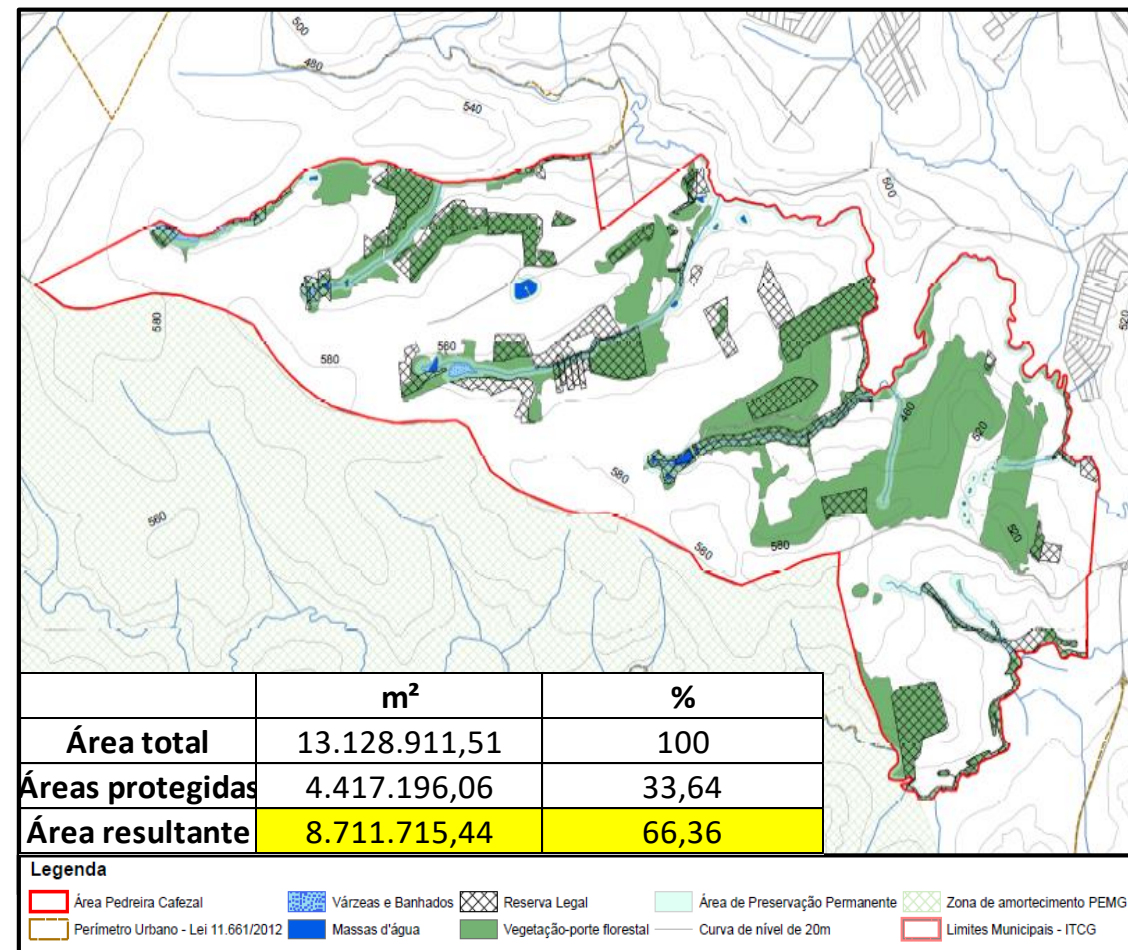 500
480
540
500
520
580
580
560
460
520
580
560
580
580
520
m² %
Área total 13.128.911,51 100
Áreas protegidas 4.417.196,06 33,64
Área resultante 8.711.715,44 66,36
Legenda
Área Pedreira Cafezal Várzeas e Banhados Reserva Legal Área de Preservação Permanente Zona de amortecimento PEMG
Perímetro Urbano - Lei 11.661/2012 Massas d'água Vegetação-porte florestal Curva de nível de 20m Limites Municipais - ITCG